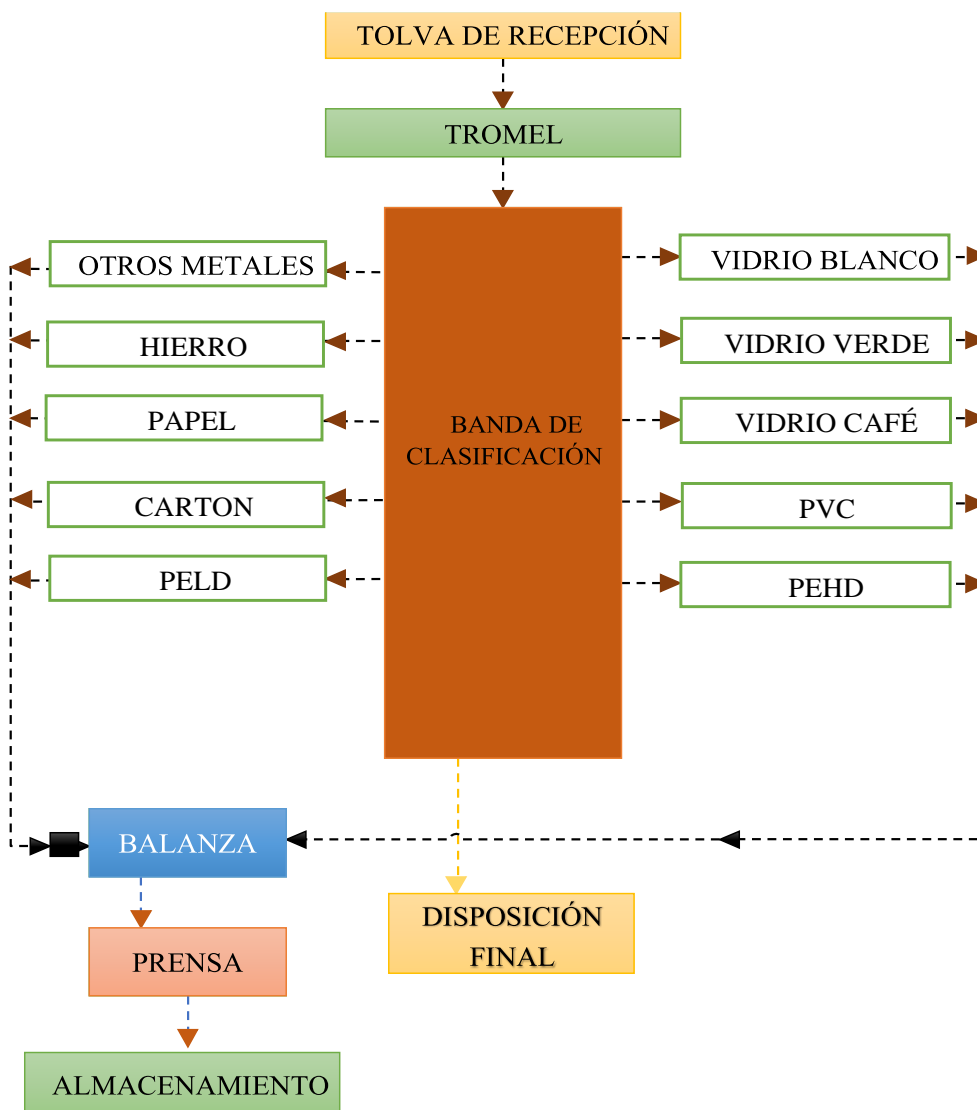 TOLVA DE RECEPCIÓN
TROMEL
OTROS METALES
HIERRO
PAPEL
CARTON
PELD
BANDA DE
CLASIFICACIÓN
VIDRIO BLANCO
VIDRIO VERDE
VIDRIO CAFÉ
PVC
PEHD
BALANZA
DISPOSICIÓN
FINAL
PRENSA
ALMACENAMIENTO